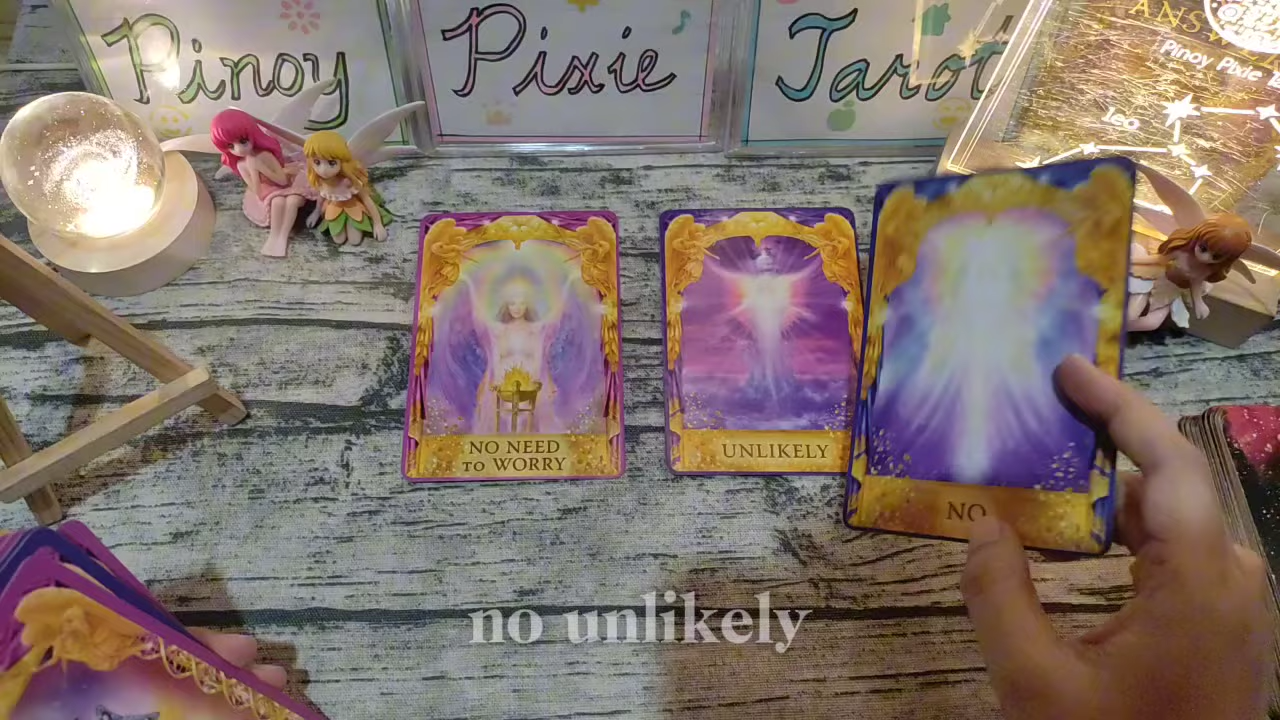 Pinoy
Pixie
Tarot
Pinoy Pixie
Leo
NO NEED
TO WORRY
UNLIKELY
NO
no unlikely